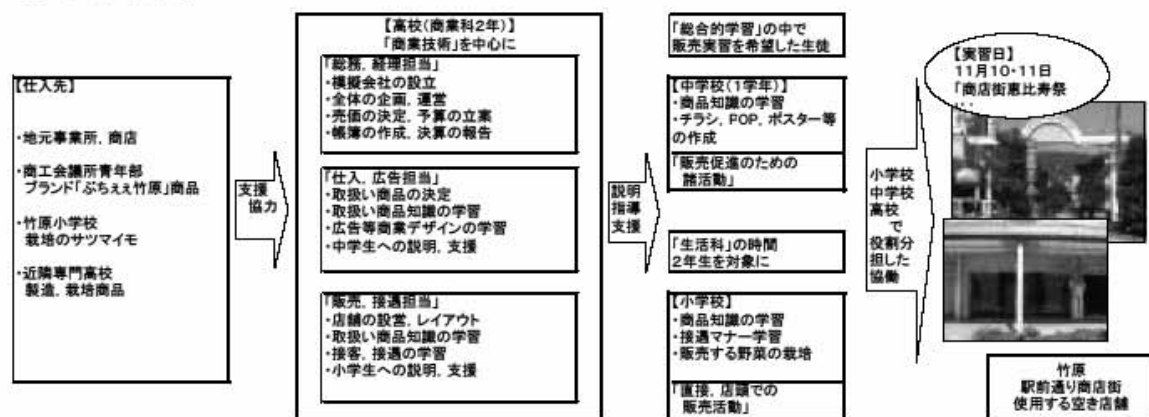 【仕入先】
・地元事業所, 商店
・商工会議所青年部
ブランド「ぷちぇぇ竹原」商品
・竹原小学校
栽培のサツマイモ
・近隣専門高校
製造, 栽培商品
支援
協力
【高校(商業科2年)】
「商業技術」を中心に
「総務, 経理担当」
・模擬会社の設立
・全体の企画, 運営
・売価の決定, 予算の立案
・帳簿の作成, 決算の報告
「仕入, 広告担当」
・取扱い商品の決定
・取扱い商品知識の学習
・広告等商業デザインの学習
・中学生への説明, 支援
「販売, 接遇担当」
・店舗の設営, レイアウト
・取扱い商品知識の学習
・接客, 接遇の学習
・小学生への説明, 支援
説明
指導
支援
「総合的学習」の中で
販売実習を希望した生徒
【中学校(1学年)】
・商品知識の学習
・チラシ, POP, ポスター等
の作成
「販売促進のための
諸活動」
「生活科」の時間
2年生を対象に
【小学校】
・商品知識の学習
・接遇マナー学習
・販売する野菜の栽培
「直接, 店頭での
販売活動」
小学校
中学校
高校
で
役割分
担した
協働
【実習日】
11月10・11日
「商店街恵比寿祭
・・・
竹原
駅前通り商店街
使用する空き店舗